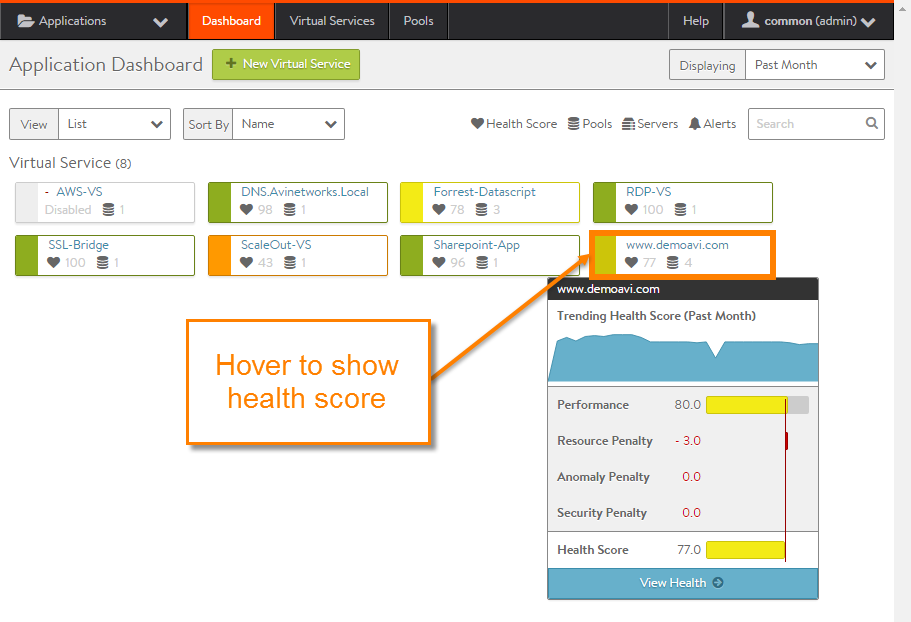 Applications Dashboard Virtual Services Pools Help common (admin)
Application Dashboard + New Virtual Service Displaying Past Month
View List Sort By Name Health Score Pools Servers Alerts Search
Virtual Service (8)
- AWS-VS
Disabled 1
DNS.Avinetworks.Local
98 1
Forrest-Datascript
78 3
RDP-VS
100 1
SSL-Bridge
100 1
ScaleOut-VS
43 1
Sharepoint-App
96 1
www.demoavi.com
77 4
www.demoavi.com
Trending Health Score (Past Month)
Hover to show
health score
Performance 80.0
Resource Penalty - 3.0
Anomaly Penalty 0.0
Security Penalty 0.0
Health Score 77.0
View Health